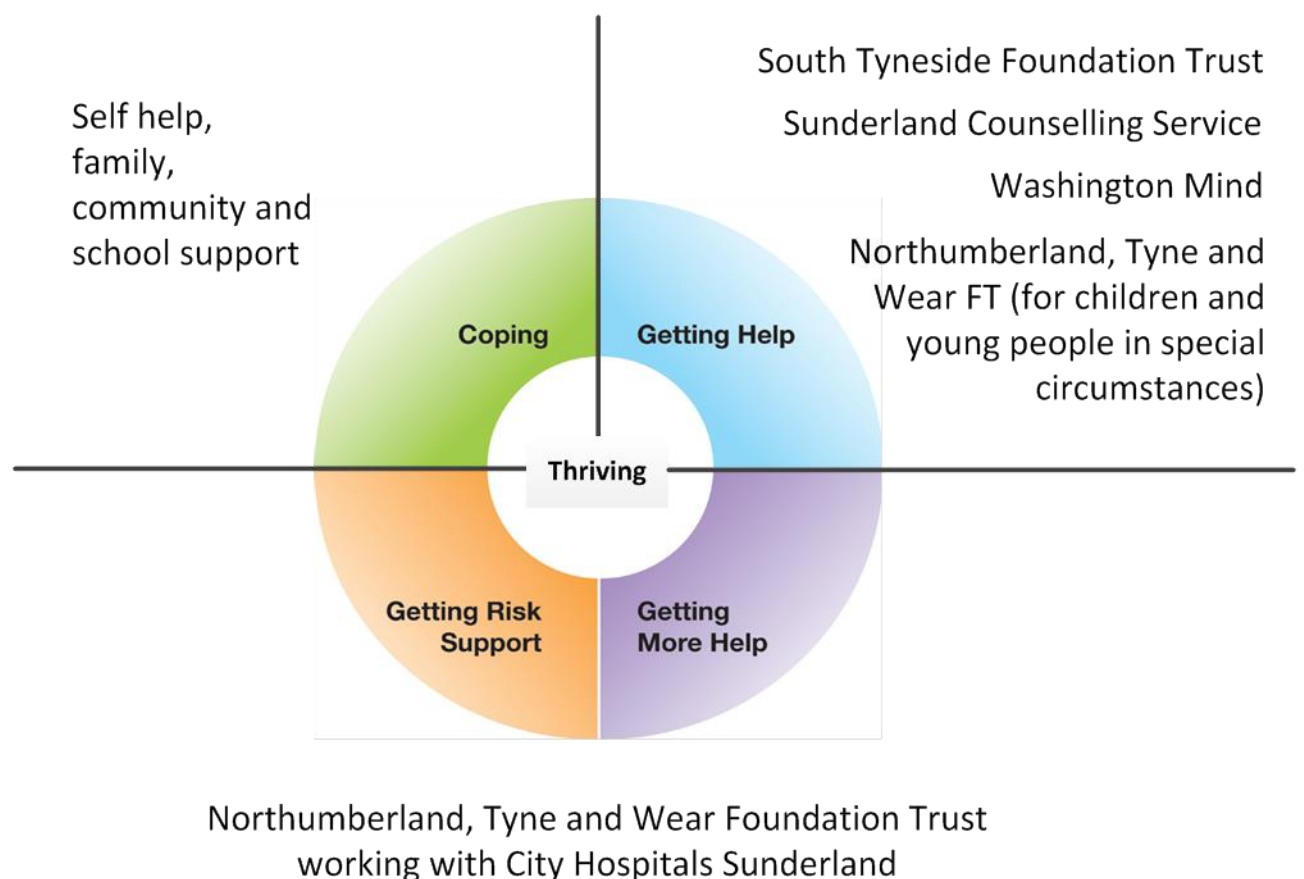 Self help,
family,
community and
school support
South Tyneside Foundation Trust
Sunderland Counselling Service
Washington Mind
Northumberland, Tyne and
Wear FT (for children and
young people in special
circumstances)
Coping
Getting Help
Thriving
Getting Risk
Support
Getting
More Help
Northumberland, Tyne and Wear Foundation Trust
working with City Hospitals Sunderland